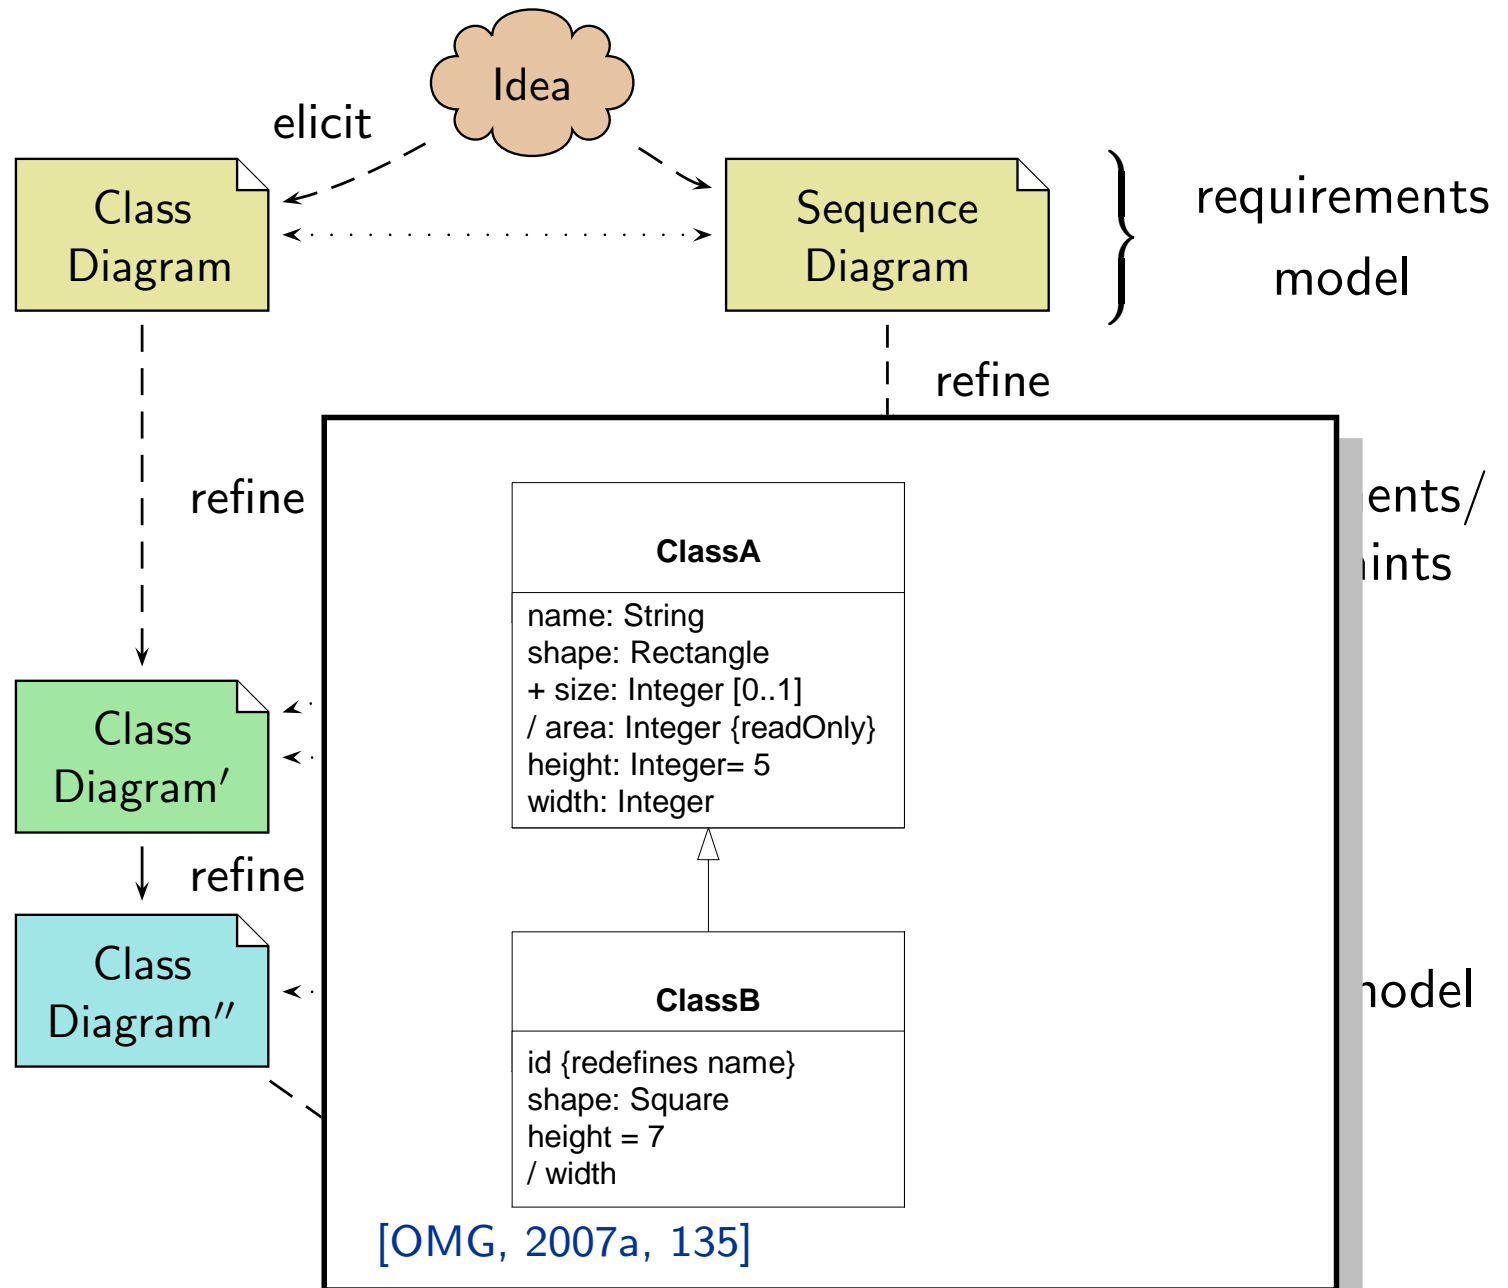 Idea
elicit
Class
Diagram
Sequence
Diagram
requirements
model
refine
refine
ents/
ints
ClassA
name: String
shape: Rectangle
+ size: Integer [0..1]
/ area: Integer {readOnly}
height: Integer= 5
width: Integer
Class
Diagram′
refine
Class
Diagram′′
odel
ClassB
id {redefines name}
shape: Square
height = 7
/ width
[OMG, 2007a, 135]